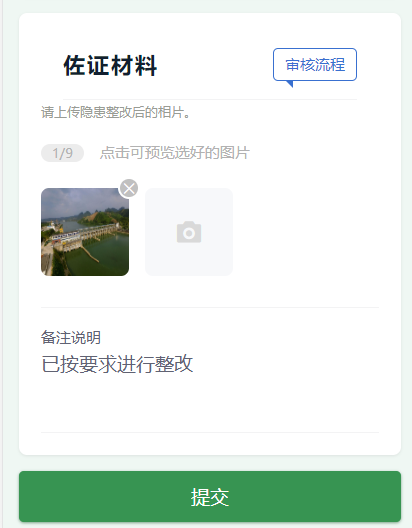 佐证材料
审核流程
请上传隐患整改后的相片。
1/9 点击可预览选好的图片
备注说明
已按要求进行整改
提交